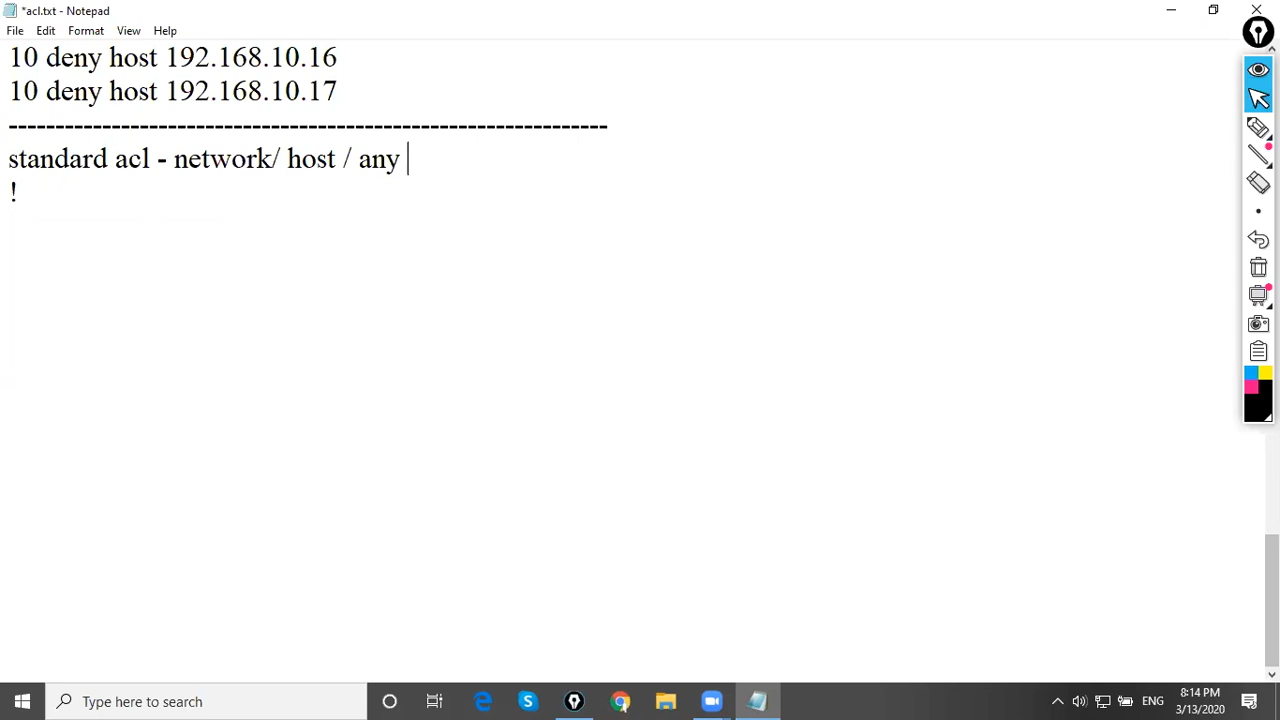 *acl.txt - Notepad
File Edit Format View Help
10 deny host 192.168.10.16
10 deny host 192.168.10.17
-----------------------------------------------------------------
standard acl - network/ host / any
!
Type here to search
ENG
8:14 PM
3/13/2020